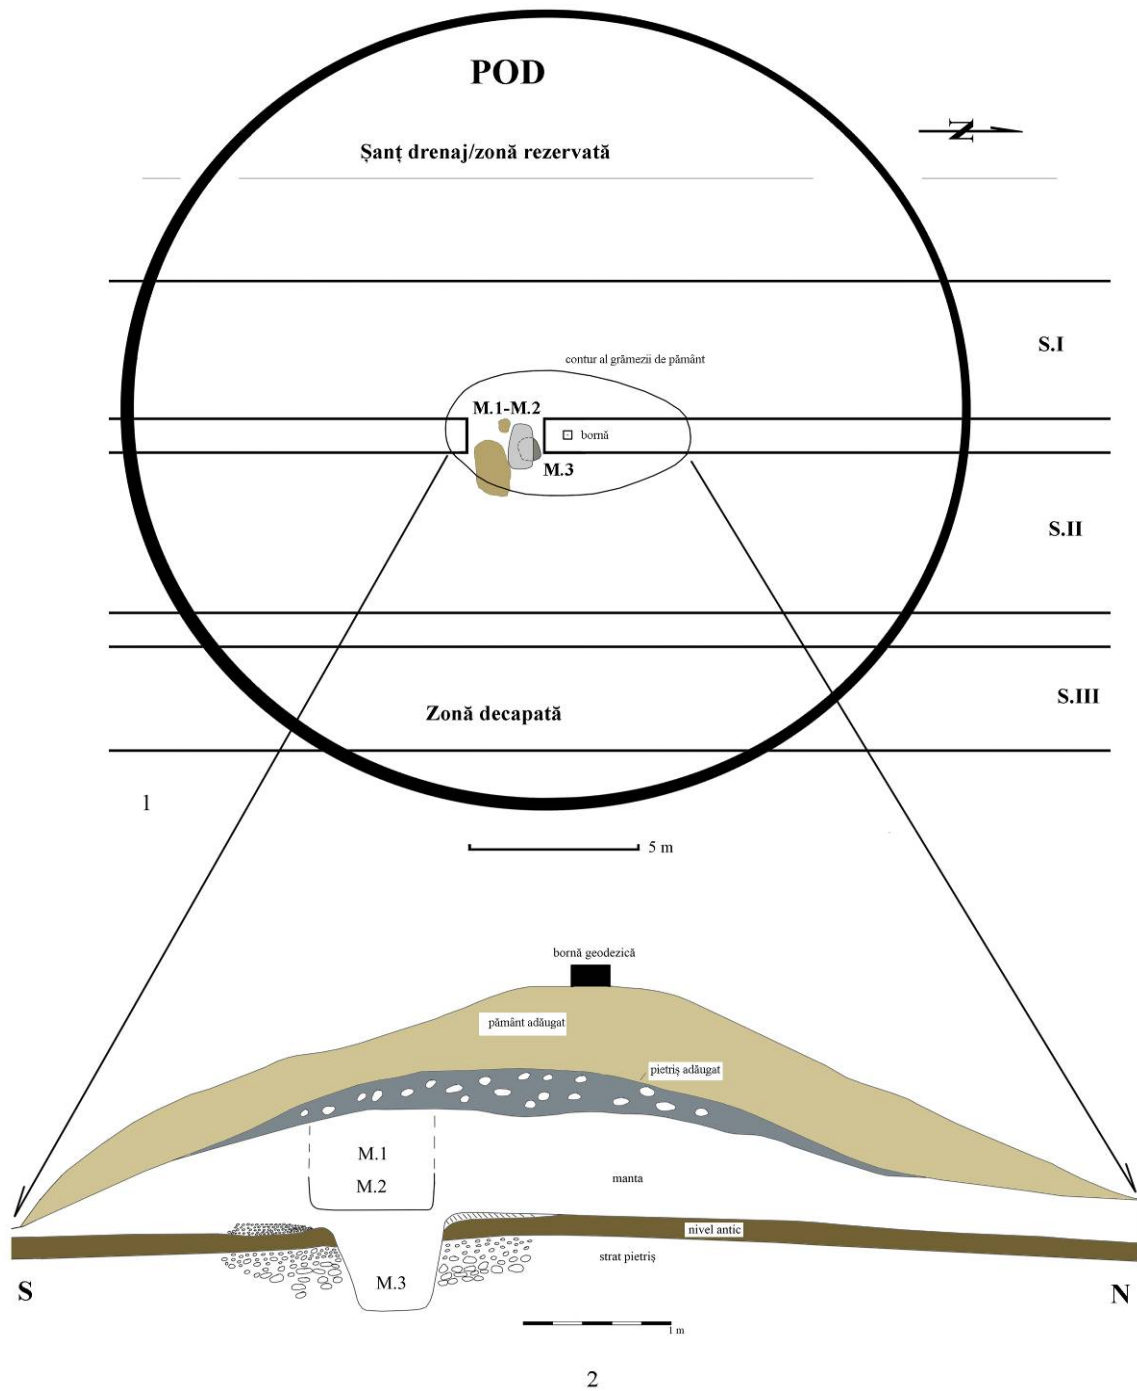 POD
N
Șanț drenaj/zonă rezervată
S.I
contur al grămezii de pământ
M.1-M.2
bornă
M.3
S.II
S.III
Zonă decapată
1
5 m
bornă geodezică
pământ adăugat
pietriș adăugat
M.1
M.2
manta
nivel antic
strat pietriș
M.3
S
N
1 m
2